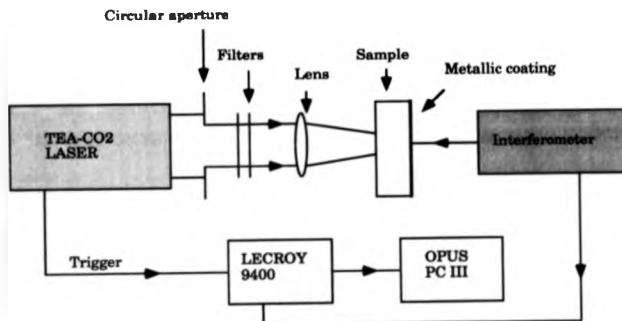 Circular aperture
Filters
Lens
Sample
Metallic coating
TEA-CO2
LASER
Interferometer
Trigger
LECROY
9400
OPUS
PC III